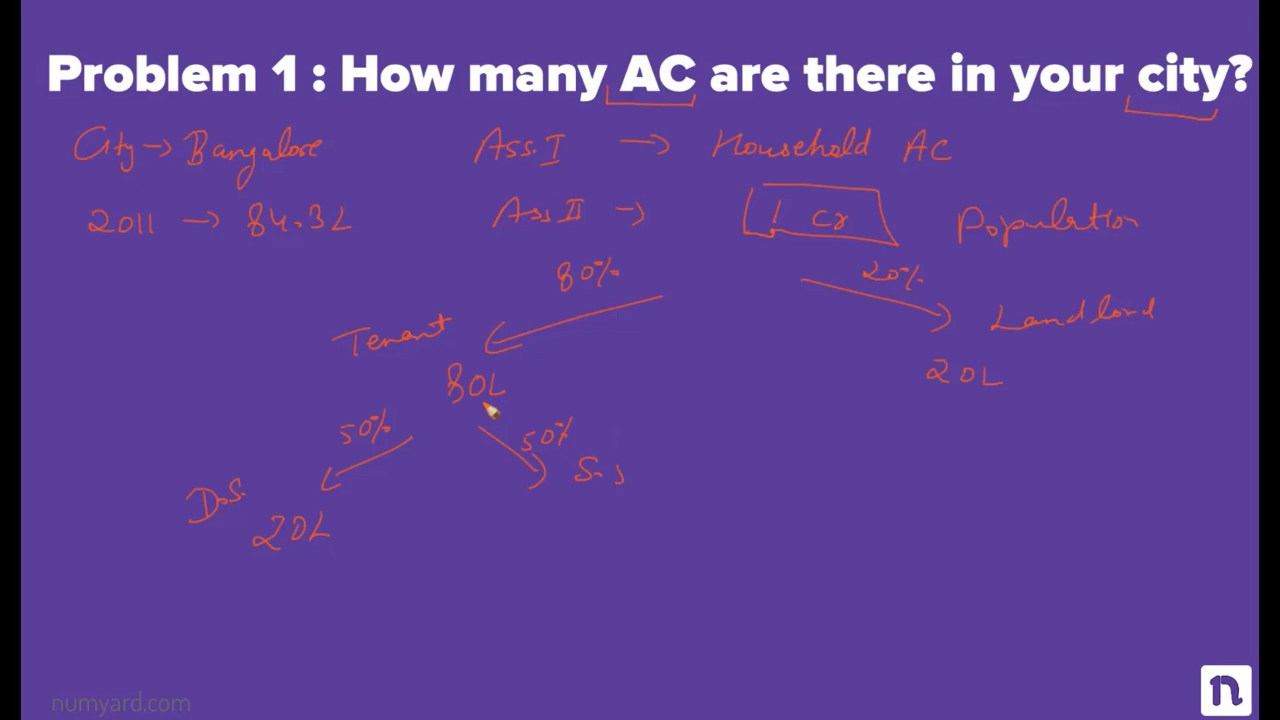 Problem 1 : How many AC are there in your city?
City → Bangalore
Ass. I → Household AC
2011 → 84.3L
Ass II → 1 Cr Population
80%
20%
Tenant
Landlord
80L
20L
50%
50%
D.S.
S.S
20L
numyard.com
n